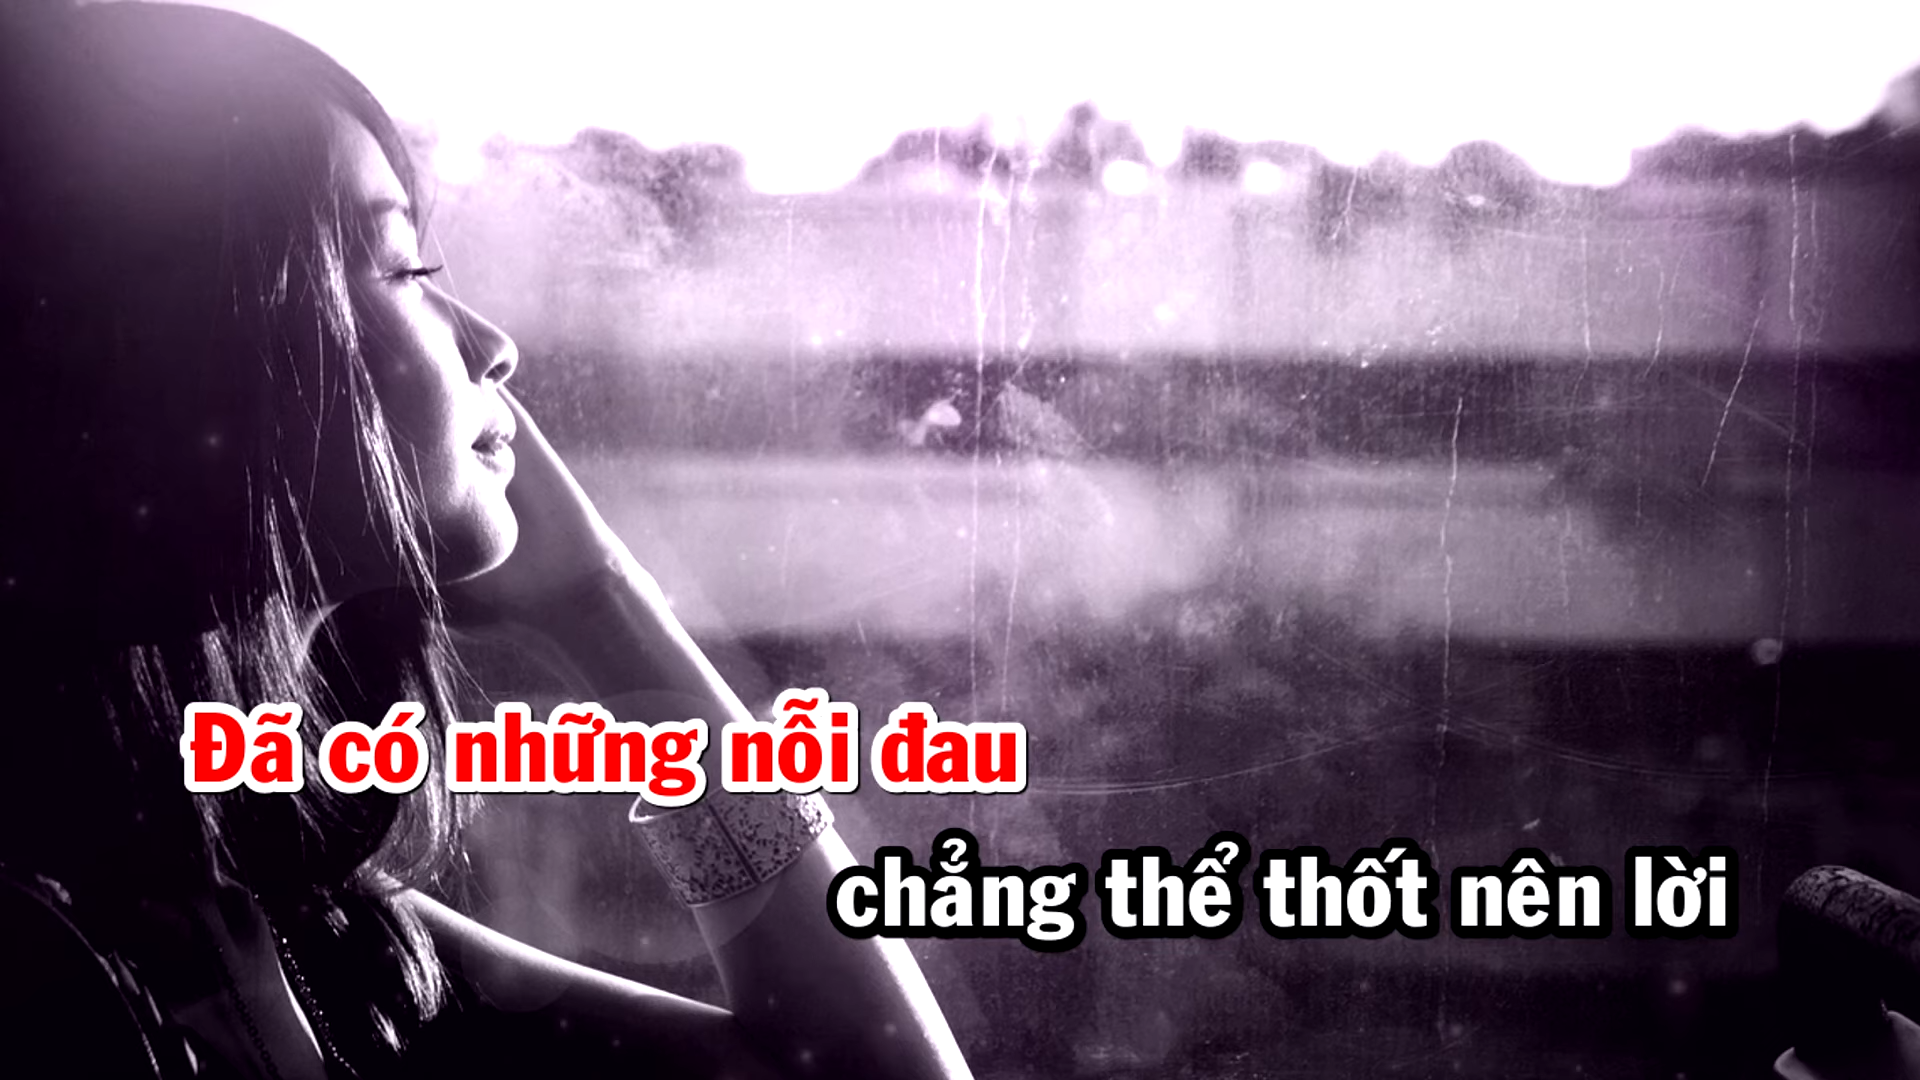 Đã có những nỗi đau
chẳng thể thốt nên lời